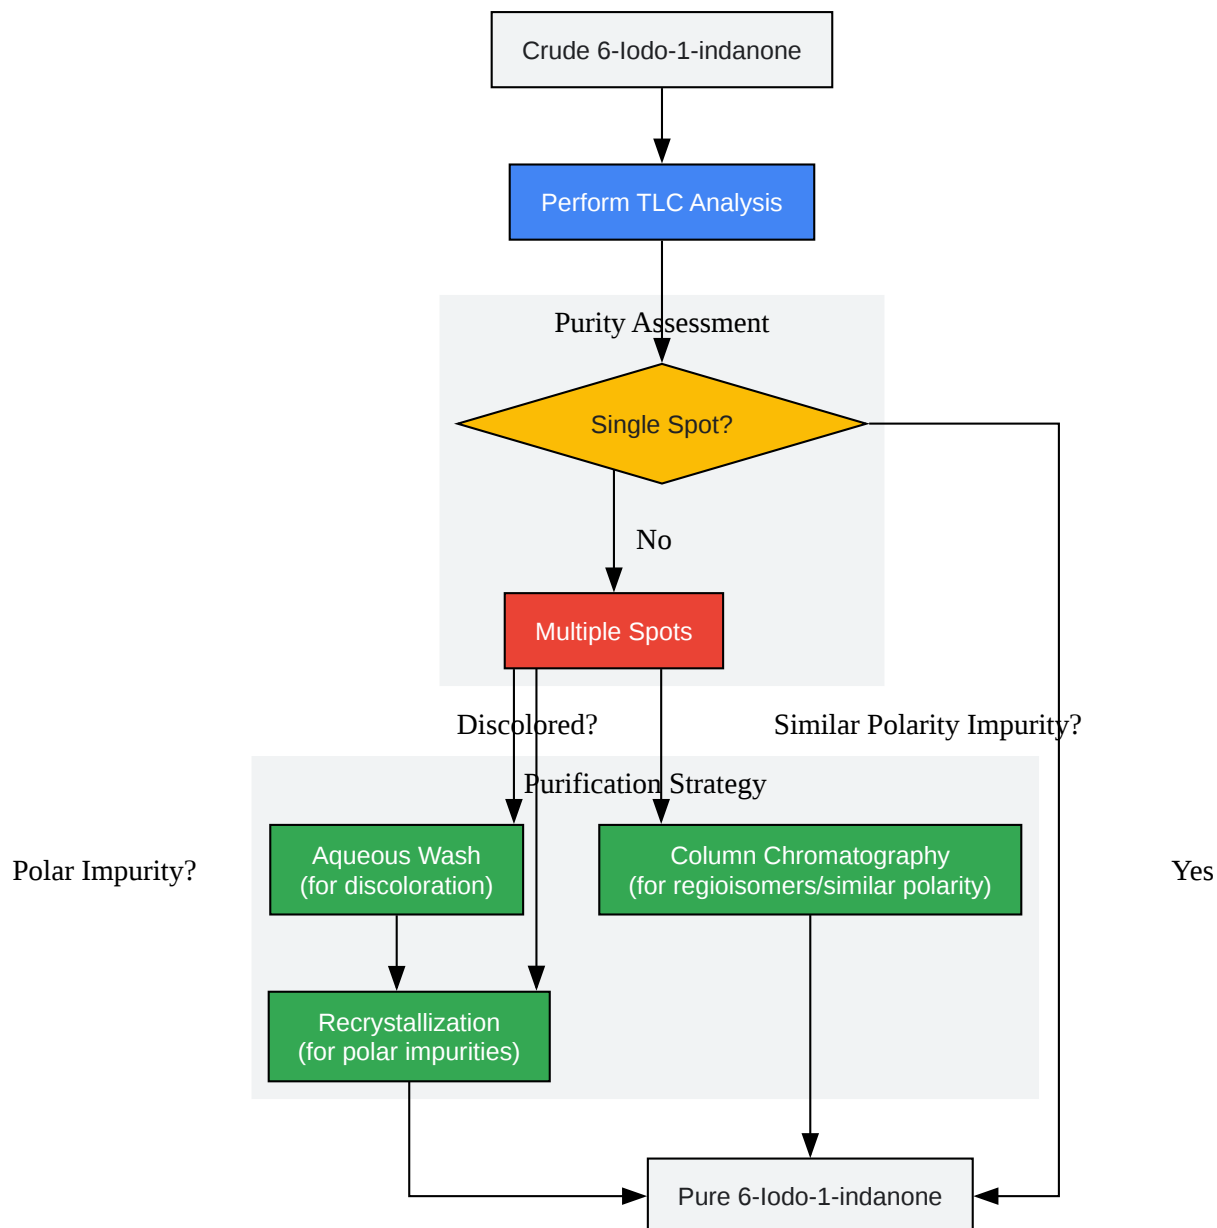 Crude 6-Iodo-1-indanone
Perform TLC Analysis
Purity Assessment
Single Spot?
No
Multiple Spots
Discolored?
Similar Polarity Impurity?
Purification Strategy
Aqueous Wash
(for discoloration)
Column Chromatography
(for regioisomers/similar polarity)
Polar Impurity?
Yes
Recrystallization
(for polar impurities)
Pure 6-Iodo-1-indanone